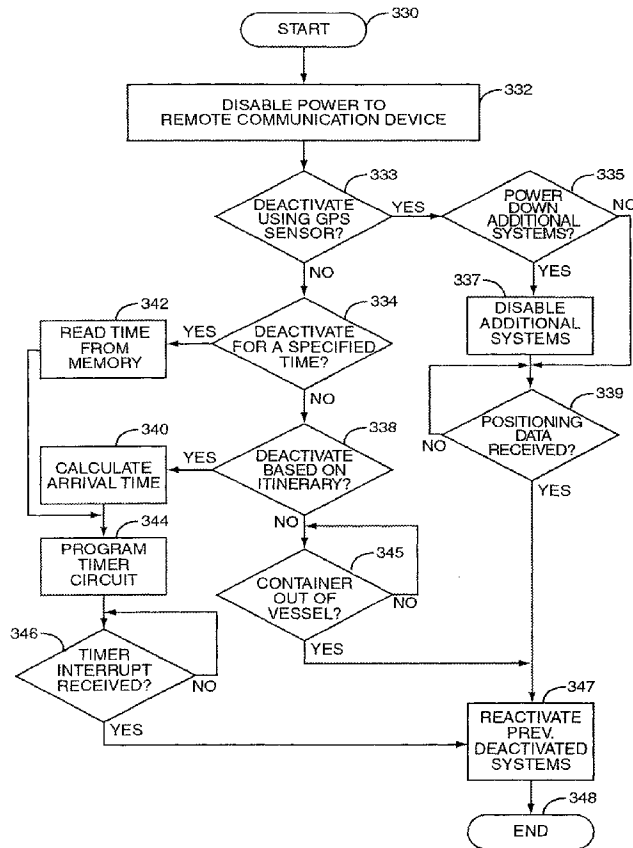 START
330
DISABLE POWER TO
REMOTE COMMUNICATION DEVICE
332
DEACTIVATE
USING GPS
SENSOR?
333
YES
NO
POWER
DOWN
ADDITIONAL
SYSTEMS?
335
NO
YES
DISABLE
ADDITIONAL
SYSTEMS
337
DEACTIVATE
FOR A SPECIFIED
TIME?
334
YES
NO
READ TIME
FROM
MEMORY
342
POSITIONING
DATA
RECEIVED?
339
NO
YES
DEACTIVATE
BASED ON
ITINERARY?
338
YES
NO
CALCULATE
ARRIVAL TIME
340
PROGRAM
TIMER
CIRCUIT
344
CONTAINER
OUT OF
VESSEL?
345
NO
YES
TIMER
INTERRUPT
RECEIVED?
346
NO
YES
REACTIVATE
PREV.
DEACTIVATED
SYSTEMS
347
END
348